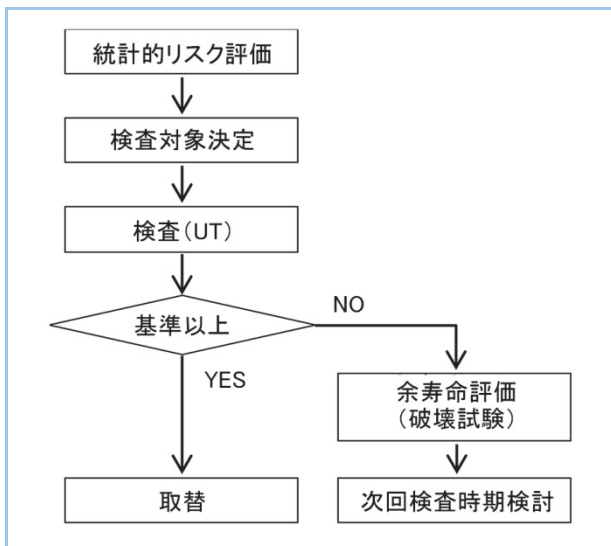 統計的リスク評価
検査対象決定
検査(UT)
基準以上
NO
YES
余寿命評価
(破壊試験)
取替
次回検査時期検討